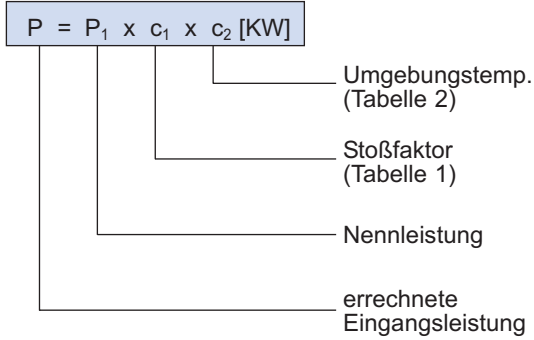 P = P₁ x c₁ x c₂ [KW]
Umgebungstemp.
(Tabelle 2)
Stoßfaktor
(Tabelle 1)
Nennleistung
errechnete
Eingangsleistung